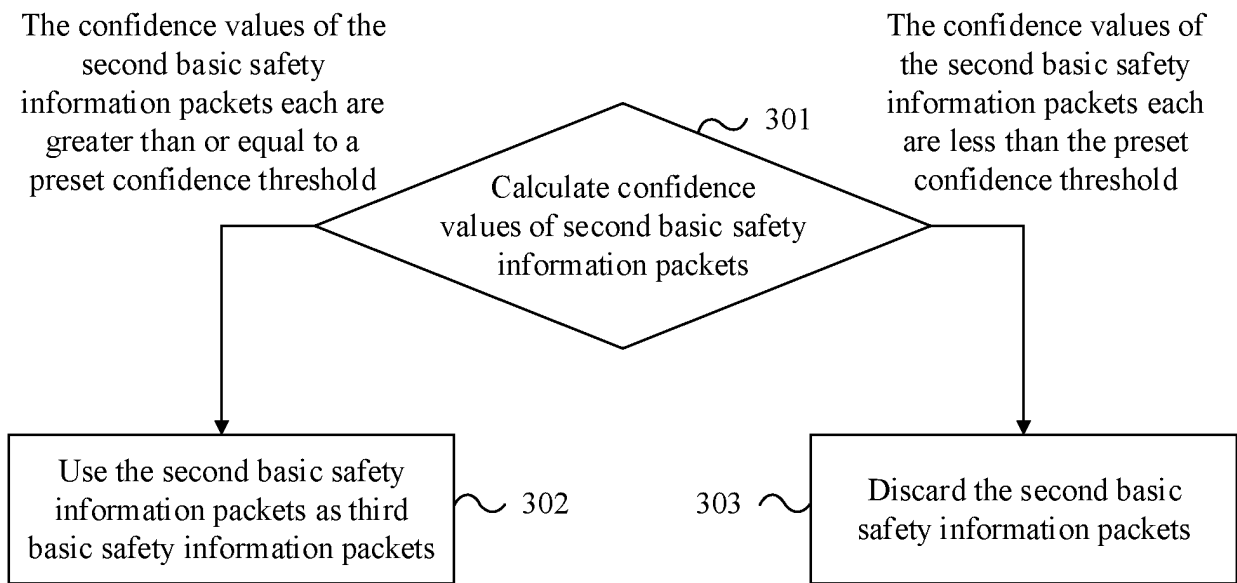 The confidence values of the
second basic safety
information packets each are
greater than or equal to a
preset confidence threshold
The confidence values of
the second basic safety
information packets each
are less than the preset
confidence threshold
301
Calculate confidence
values of second basic safety
information packets
Use the second basic safety
information packets as third
basic safety information packets
302
303
Discard the second basic
safety information packets